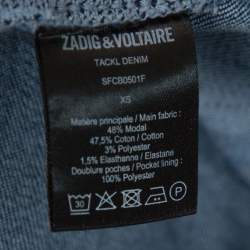 ZADIG & VOLTAIRE
TACKL DENIM
SFCB0501F
XS
Matière principale / Main fabric :
48% Modal
47,5% Coton / Cotton
3% Polyester
1,5% Elasthanne / Elastane
Doublures poches / Pocket lining :
100% Polyester
30
P